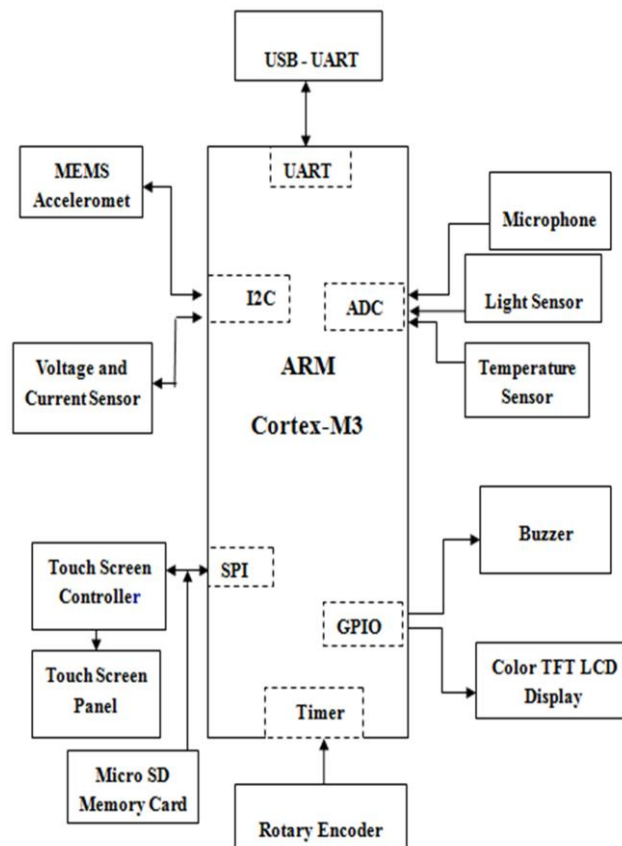 USB - UART
UART
MEMS
Acceleromet
Microphone
I2C
ADC
Light Sensor
Voltage and
Current Sensor
ARM
Cortex-M3
Temperature
Sensor
Buzzer
Touch Screen
Controller
SPI
GPIO
Touch Screen
Panel
Color TFT LCD
Display
Timer
Micro SD
Memory Card
Rotary Encoder